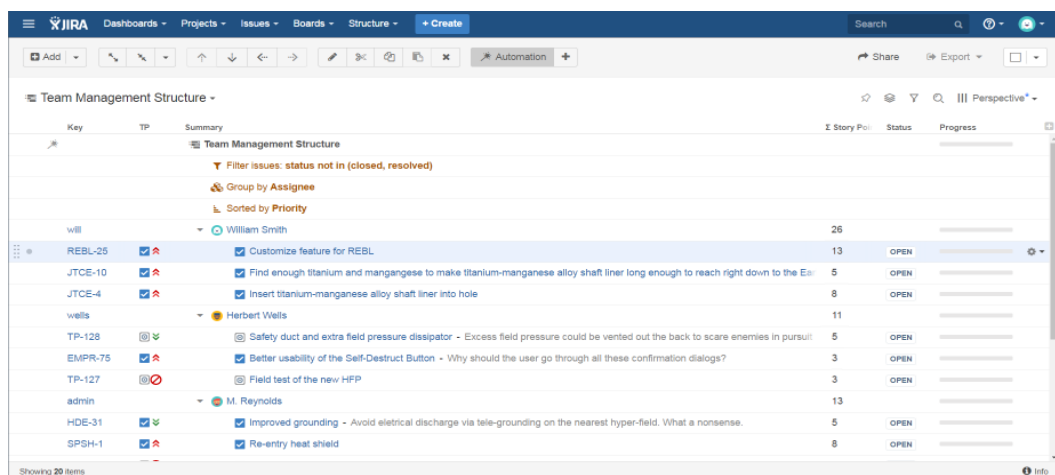 JIRA Dashboards Projects Issues Boards Structure + Create Search
Add Automation Share Export
Team Management Structure Perspective*
Key TP Summary Σ Story Poi Status Progress
Team Management Structure
Filter issues: status not in (closed, resolved)
Group by Assignee
Sorted by Priority
will William Smith 26
REBL-25 Customize feature for REBL 13 OPEN
JTCE-10 Find enough titanium and mangangese to make titanium-manganese alloy shaft liner long enough to reach right down to the Ear 5 OPEN
JTCE-4 Insert titanium-manganese alloy shaft liner into hole 8 OPEN
wells Herbert Wells 11
TP-128 Safety duct and extra field pressure dissipator - Excess field pressure could be vented out the back to scare enemies in pursuit 5 OPEN
EMPR-75 Better usability of the Self-Destruct Button - Why should the user go through all these confirmation dialogs? 3 OPEN
TP-127 Field test of the new HFP 3 OPEN
admin M. Reynolds 13
HDE-31 Improved grounding - Avoid eletrical discharge via tele-grounding on the nearest hyper-field. What a nonsense. 5 OPEN
SPSH-1 Re-entry heat shield 8 OPEN
Showing 20 items Info